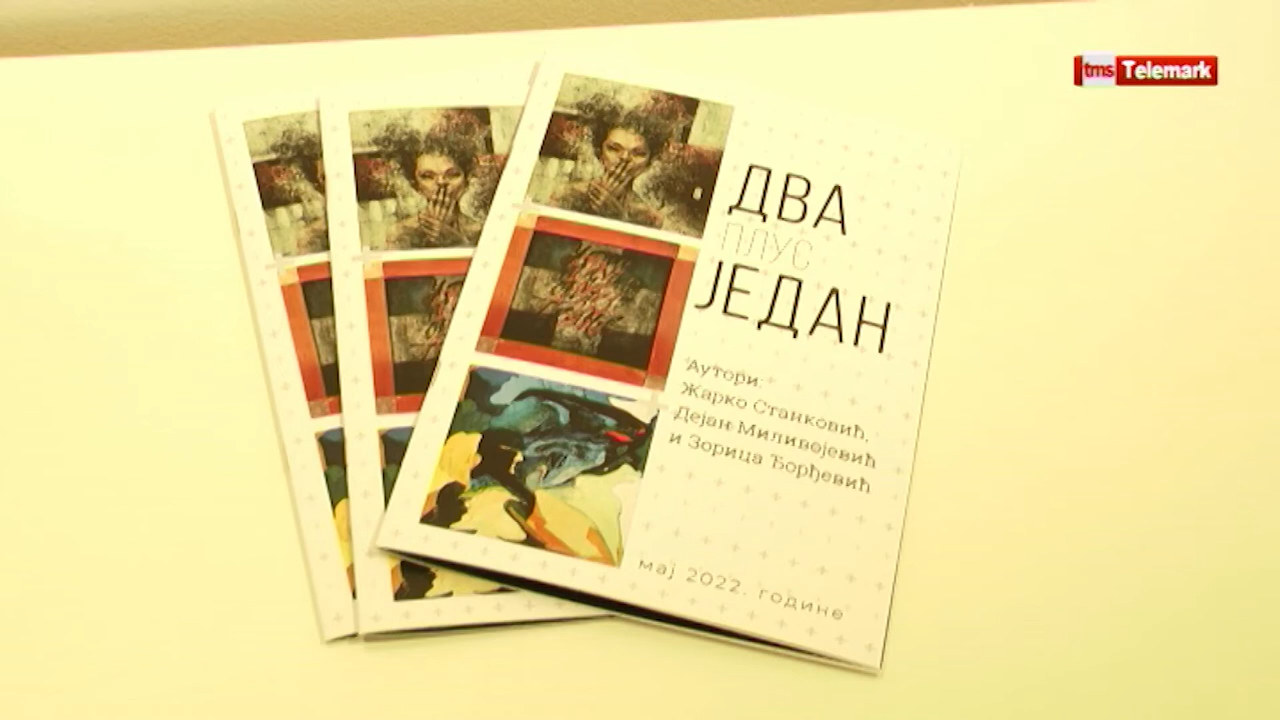 tms Telemark
ДВА
ПЛУС
ЈЕДАН
Аутори:
Жарко Станковић,
Дејан Миливојевић
и Зорица Ђорђевић
мај 2022. године